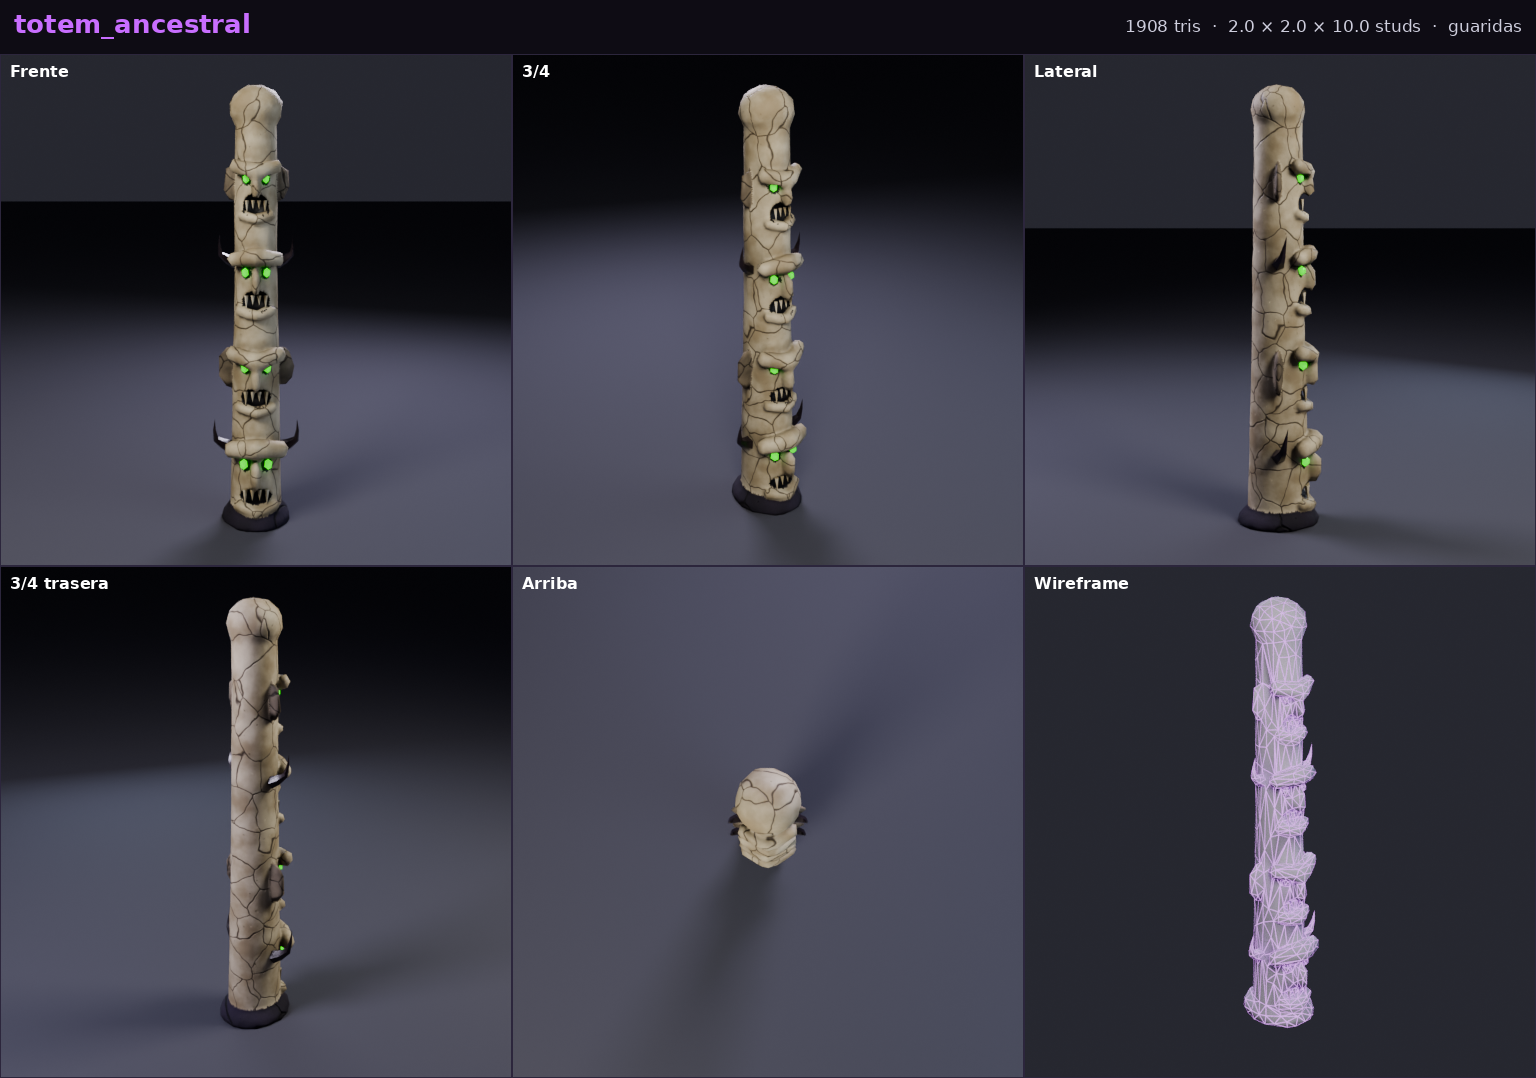 totem_ancestral
1908 tris · 2.0 × 2.0 × 10.0 studs · guaridas
Frente
3/4
Lateral
3/4 trasera
Arriba
Wireframe